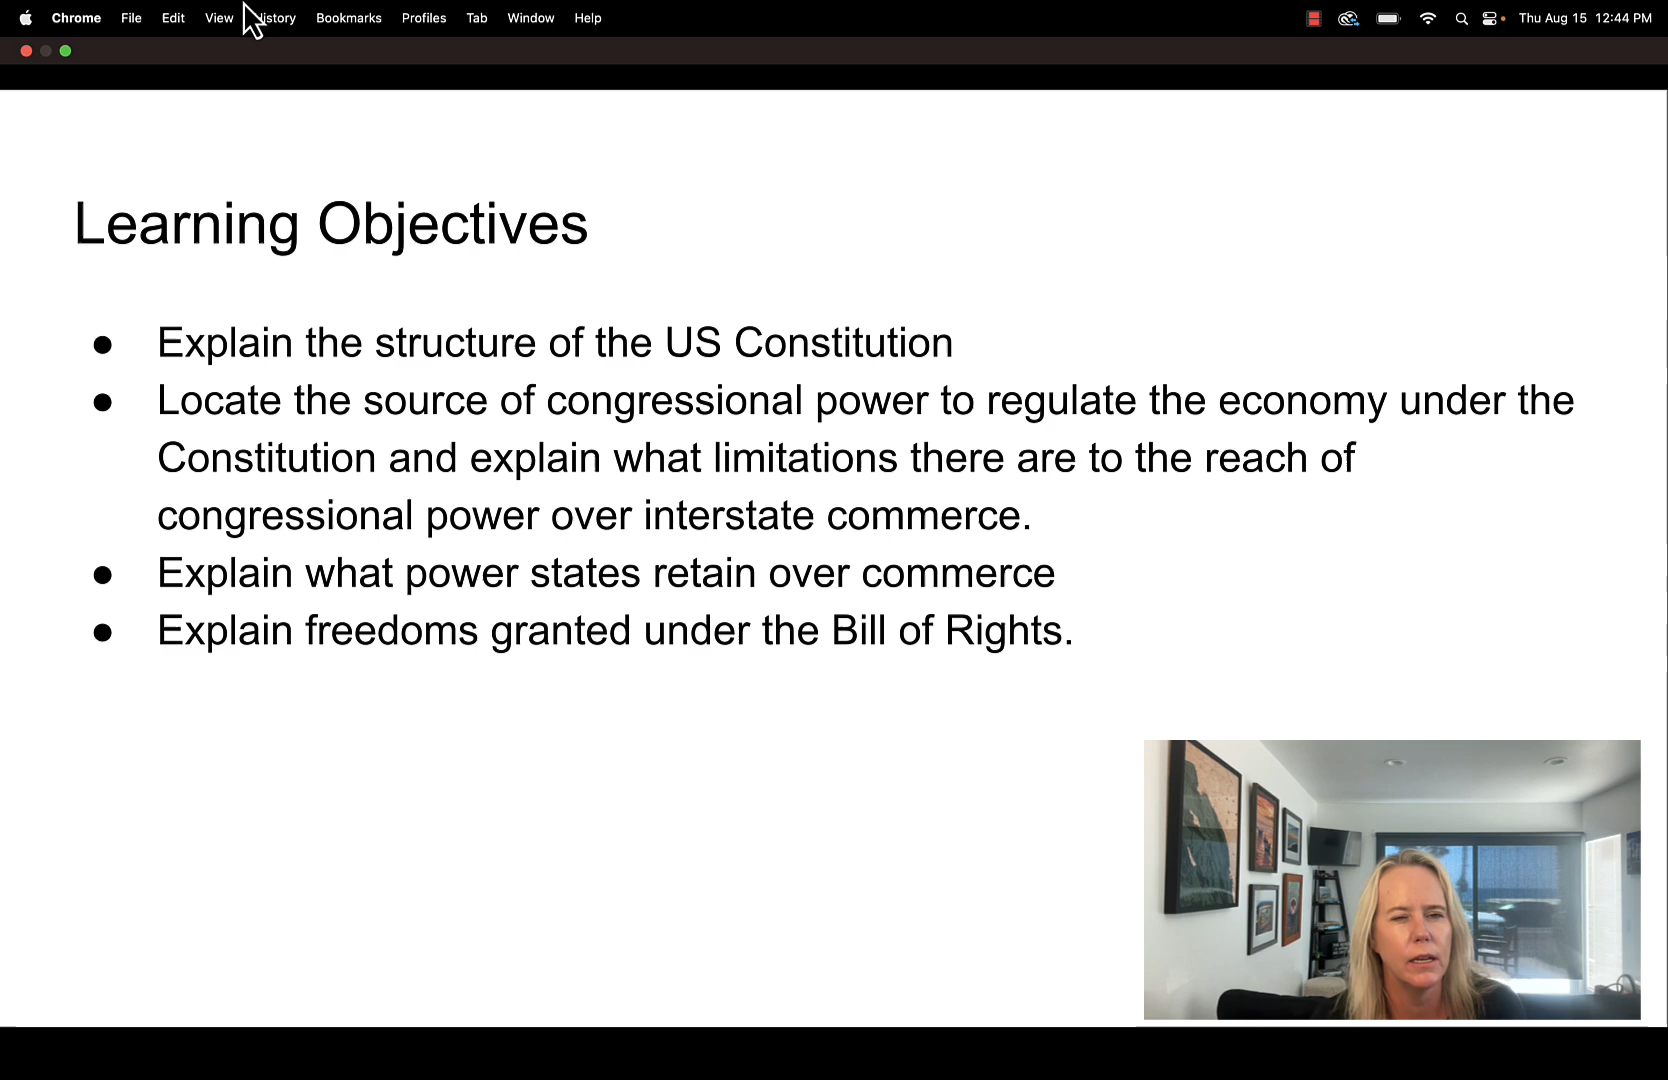 Chrome File Edit View History Bookmarks Profiles Tab Window Help Thu Aug 15 12:44 PM
Learning Objectives
● Explain the structure of the US Constitution
● Locate the source of congressional power to regulate the economy under the
Constitution and explain what limitations there are to the reach of
congressional power over interstate commerce.
● Explain what power states retain over commerce
● Explain freedoms granted under the Bill of Rights.